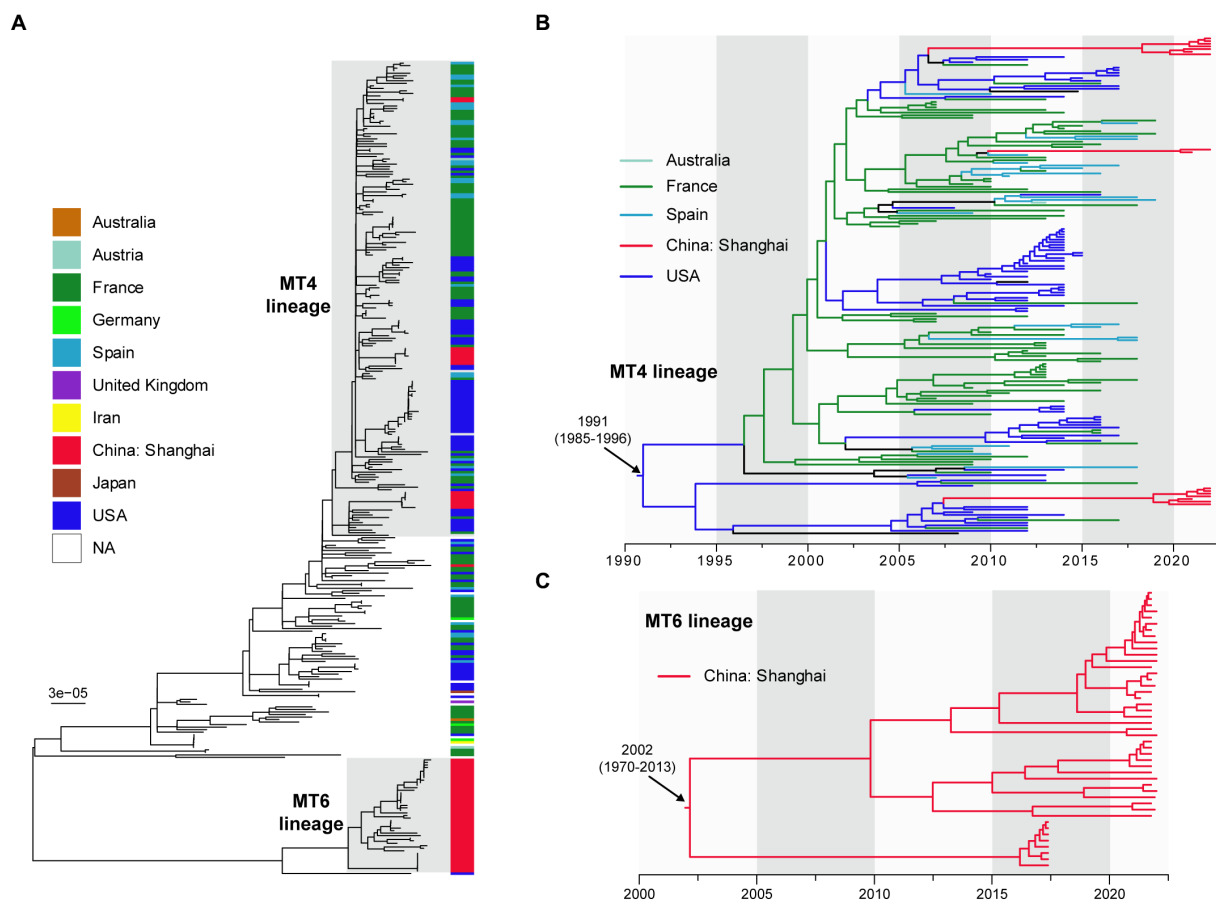 A
MT4
lineage
Australia
Austria
France
Germany
Spain
United Kingdom
Iran
China: Shanghai
Japan
USA
NA
3e−05
MT6
lineage
B
Australia
France
Spain
China: Shanghai
USA
MT4 lineage
1991
(1985-1996)
1990 1995 2000 2005 2010 2015 2020
C
MT6 lineage
China: Shanghai
2002
(1970-2013)
2000 2005 2010 2015 2020